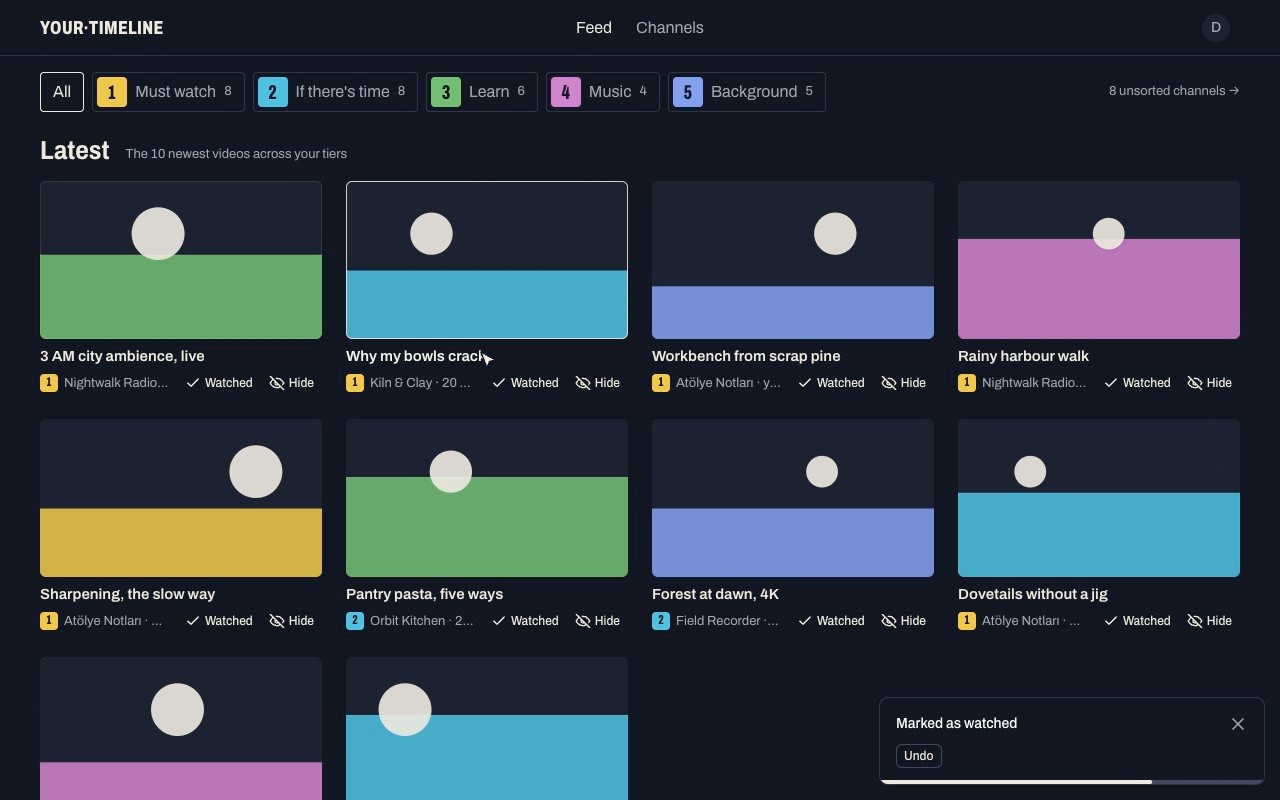 YOUR·TIMELINE Feed Channels D
All 1 Must watch 8 2 If there's time 8 3 Learn 6 4 Music 4 5 Background 5 8 unsorted channels →
Latest The 10 newest videos across your tiers
3 AM city ambience, live
1 Nightwalk Radio... Watched Hide
Why my bowls crack
1 Kiln & Clay · 20 ... Watched Hide
Workbench from scrap pine
1 Atölye Notları · y... Watched Hide
Rainy harbour walk
1 Nightwalk Radio... Watched Hide
Sharpening, the slow way
1 Atölye Notları · ... Watched Hide
Pantry pasta, five ways
2 Orbit Kitchen · 2... Watched Hide
Forest at dawn, 4K
2 Field Recorder ·... Watched Hide
Dovetails without a jig
1 Atölye Notları · ... Watched Hide
Marked as watched
Undo